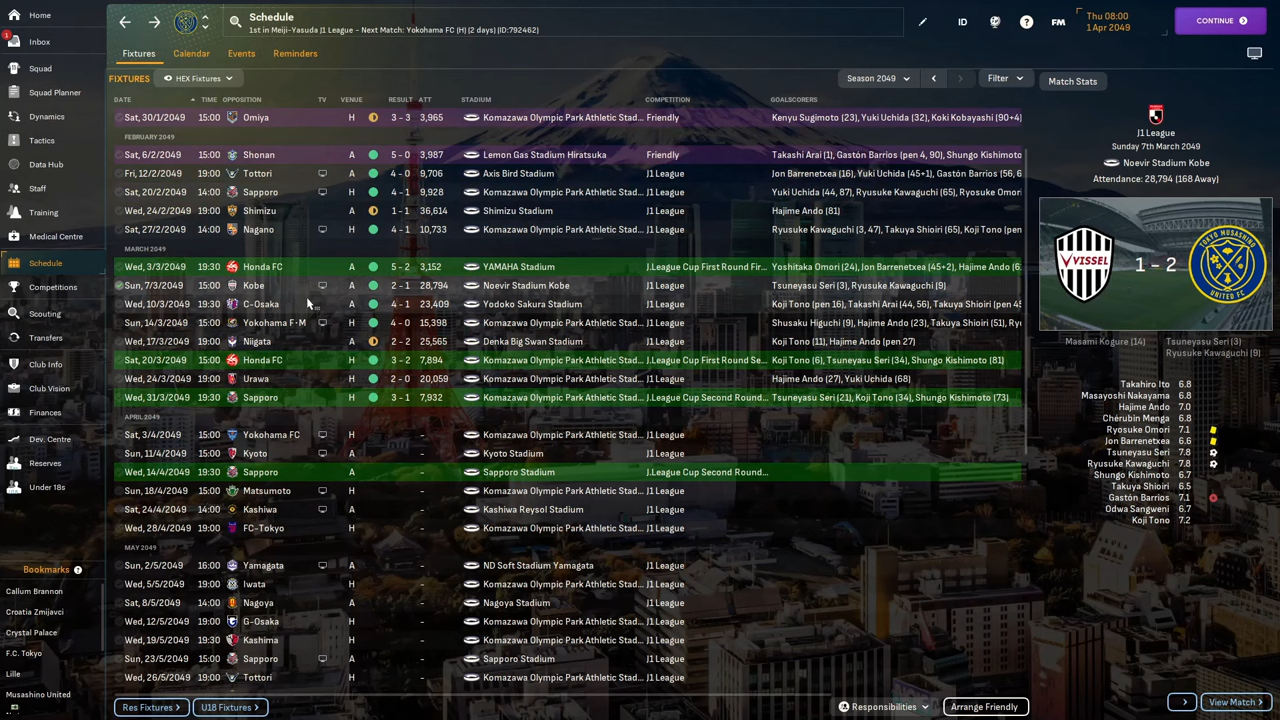 Home
Schedule
1st in Meiji-Yasuda J1 League - Next Match: Yokohama FC (H) (2 days) (ID:792462)
ID
FM
Thu 08:00
1 Apr 2049
CONTINUE
1
Inbox
Squad
Squad Planner
Dynamics
Tactics
Data Hub
Staff
Training
Medical Centre
Schedule
Competitions
Scouting
Transfers
Club Info
Club Vision
Finances
Dev. Centre
Reserves
Under 18s
Bookmarks ?
Callum Brannon
Croatia Zmijavci
Crystal Palace
F.C. Tokyo
Lille
Musashino United
Fixtures Calendar Events Reminders
FIXTURES HEX Fixtures Season 2049 Filter Match Stats
DATE TIME OPPOSITION TV VENUE RESULT ATT STADIUM COMPETITION GOALSCORERS
Sat, 30/1/2049 15:00 Omiya H 3 - 3 3,965 Komazawa Olympic Park Athletic Stad... Friendly Kenyu Sugimoto (23), Yuki Uchida (32), Koki Kobayashi (90+4)
FEBRUARY 2049
Sat, 6/2/2049 15:00 Shonan A 5 - 0 3,987 Lemon Gas Stadium Hiratsuka Friendly Takashi Arai (1), Gastón Barrios (pen 4, 90), Shungo Kishimoto
Fri, 12/2/2049 19:00 Tottori A 4 - 0 9,706 Axis Bird Stadium J1 League Jon Barrenetxea (16), Yuki Uchida (45+1), Gastón Barrios (56, 6
Sat, 20/2/2049 14:00 Sapporo H 4 - 1 9,928 Komazawa Olympic Park Athletic Stad... J1 League Yuki Uchida (44, 87), Ryusuke Kawaguchi (65), Ryosuke Omori
Wed, 24/2/2049 19:00 Shimizu A 1 - 1 36,614 Shimizu Stadium J1 League Hajime Ando (81)
Sat, 27/2/2049 15:00 Nagano H 4 - 1 10,733 Komazawa Olympic Park Athletic Stad... J1 League Ryusuke Kawaguchi (3, 47), Takuya Shioiri (65), Koji Tono (pen
MARCH 2049
Wed, 3/3/2049 19:30 Honda FC A 5 - 2 3,152 YAMAHA Stadium J.League Cup First Round Fir... Yoshitaka Omori (24), Jon Barrenetxea (45+2), Hajime Ando (6
Sun, 7/3/2049 15:00 Kobe A 2 - 1 28,794 Noevir Stadium Kobe J1 League Tsuneyasu Seri (3), Ryusuke Kawaguchi (9)
Wed, 10/3/2049 19:30 C-Osaka A 4 - 1 23,409 Yodoko Sakura Stadium J1 League Koji Tono (pen 16), Takashi Arai (44, 56), Takuya Shioiri (pen 45
Sun, 14/3/2049 15:00 Yokohama F·M H 4 - 0 15,398 Komazawa Olympic Park Athletic Stad... J1 League Shusaku Higuchi (9), Hajime Ando (23), Takuya Shioiri (51), Ry
Wed, 17/3/2049 19:30 Niigata A 2 - 2 25,565 Denka Big Swan Stadium J1 League Koji Tono (11), Hajime Ando (pen 27)
Sat, 20/3/2049 19:00 Honda FC H 3 - 2 7,894 Komazawa Olympic Park Athletic Stad... J.League Cup First Round Se... Koji Tono (6), Tsuneyasu Seri (34), Shungo Kishimoto (81)
Wed, 24/3/2049 19:00 Urawa H 2 - 0 20,059 Komazawa Olympic Park Athletic Stad... J1 League Hajime Ando (27), Yuki Uchida (68)
Wed, 31/3/2049 19:00 Sapporo H 3 - 1 7,932 Komazawa Olympic Park Athletic Stad... J.League Cup Second Round... Tsuneyasu Seri (21), Koji Tono (34), Shungo Kishimoto (73)
APRIL 2049
Sat, 3/4/2049 15:00 Yokohama FC H - Komazawa Olympic Park Athletic Stad... J1 League
Sun, 11/4/2049 15:00 Kyoto A - Kyoto Stadium J1 League
Wed, 14/4/2049 19:30 Sapporo A - Sapporo Stadium J.League Cup Second Round...
Sun, 18/4/2049 15:00 Matsumoto H - Komazawa Olympic Park Athletic Stad... J1 League
Sat, 24/4/2049 15:00 Kashiwa A - Kashiwa Reysol Stadium J1 League
Wed, 28/4/2049 19:00 FC-Tokyo H - Komazawa Olympic Park Athletic Stad... J1 League
MAY 2049
Sun, 2/5/2049 16:00 Yamagata A - ND Soft Stadium Yamagata J1 League
Wed, 5/5/2049 19:00 Iwata H - Komazawa Olympic Park Athletic Stad... J1 League
Sat, 8/5/2049 14:00 Nagoya A - Nagoya Stadium J1 League
Wed, 12/5/2049 19:00 G-Osaka H - Komazawa Olympic Park Athletic Stad... J1 League
Wed, 19/5/2049 19:30 Kashima H - Komazawa Olympic Park Athletic Stad... J1 League
Sun, 23/5/2049 15:00 Sapporo A - Sapporo Stadium J1 League
Wed, 26/5/2049 19:00 Tottori H - Komazawa Olympic Park Athletic Stad... J1 League
J1 League
Sunday 7th March 2049
Noevir Stadium Kobe
Attendance: 28,794 (168 Away)
VISSEL
1 - 2
TOKYO MUSASHINO
UNITED FC
Masami Kogure (14) Tsuneyasu Seri (3)
Ryusuke Kawaguchi (9)
Takahiro Ito 6.8
Masayoshi Nakayama 6.8
Hajime Ando 7.0
Chérubin Menga 6.8
Ryosuke Omori 7.1
Jon Barrenetxea 6.6
Tsuneyasu Seri 7.8
Ryusuke Kawaguchi 7.8
Shungo Kishimoto 6.7
Takuya Shioiri 6.5
Gastón Barrios 7.1
Odwa Sangweni 6.7
Koji Tono 7.2
Res Fixtures > U18 Fixtures > Responsibilities Arrange Friendly > View Match >